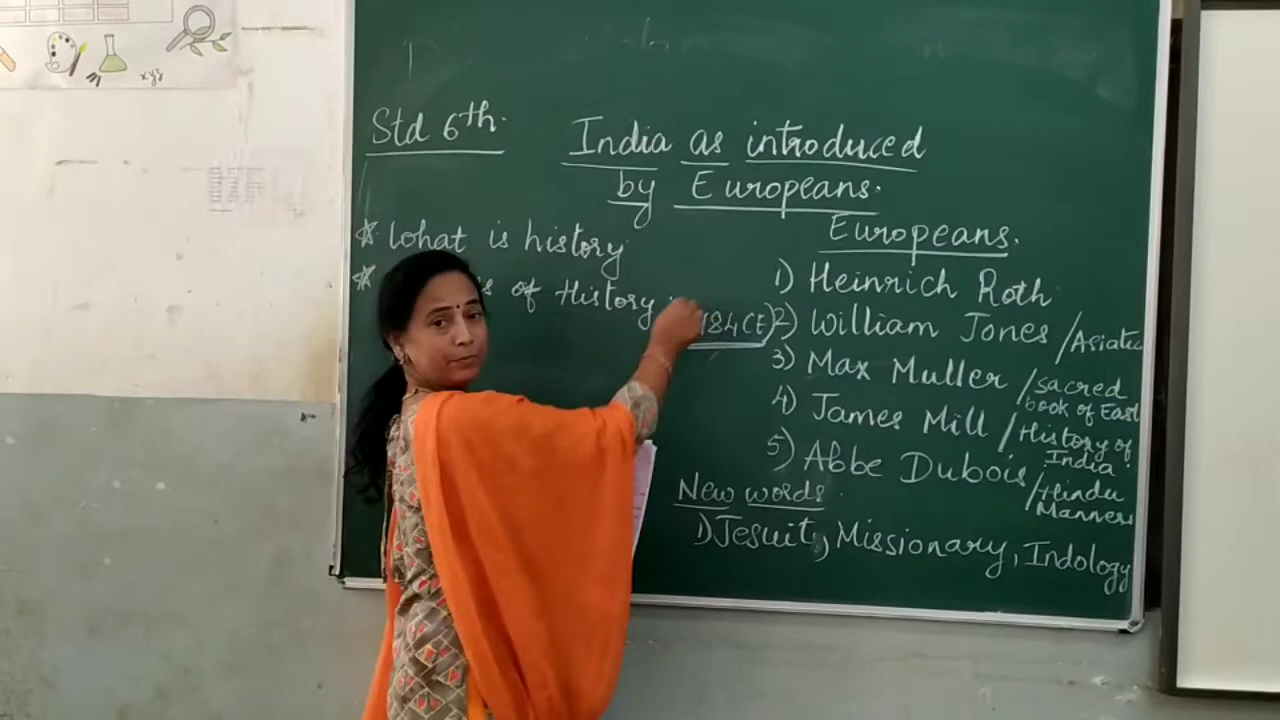 xyz
Std 6th.
India as introduced
by Europeans.
* What is history
* of History
Europeans.
1) Heinrich Roth
784CE) 2) William Jones / Asiatic
3) Max Muller / sacred
book of East
4) James Mill / History of
India.
5) Abbe Dubois / Hindu
Manners
New words.
1) Jesuit, Missionary, Indology